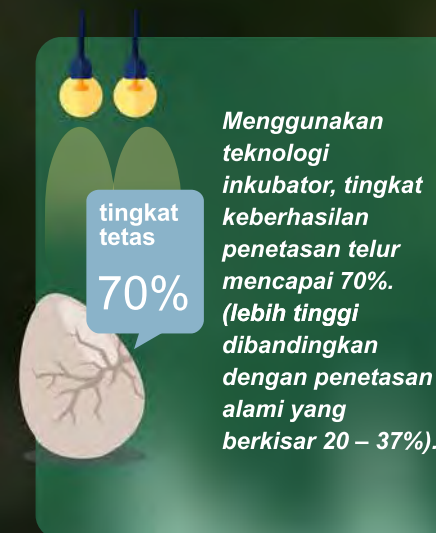 tingkat
tetas
70%
Menggunakan
teknologi
inkubator, tingkat
keberhasilan
penetasan telur
mencapai 70%.
(lebih tinggi
dibandingkan
dengan penetasan
alami yang
berkisar 20 – 37%).